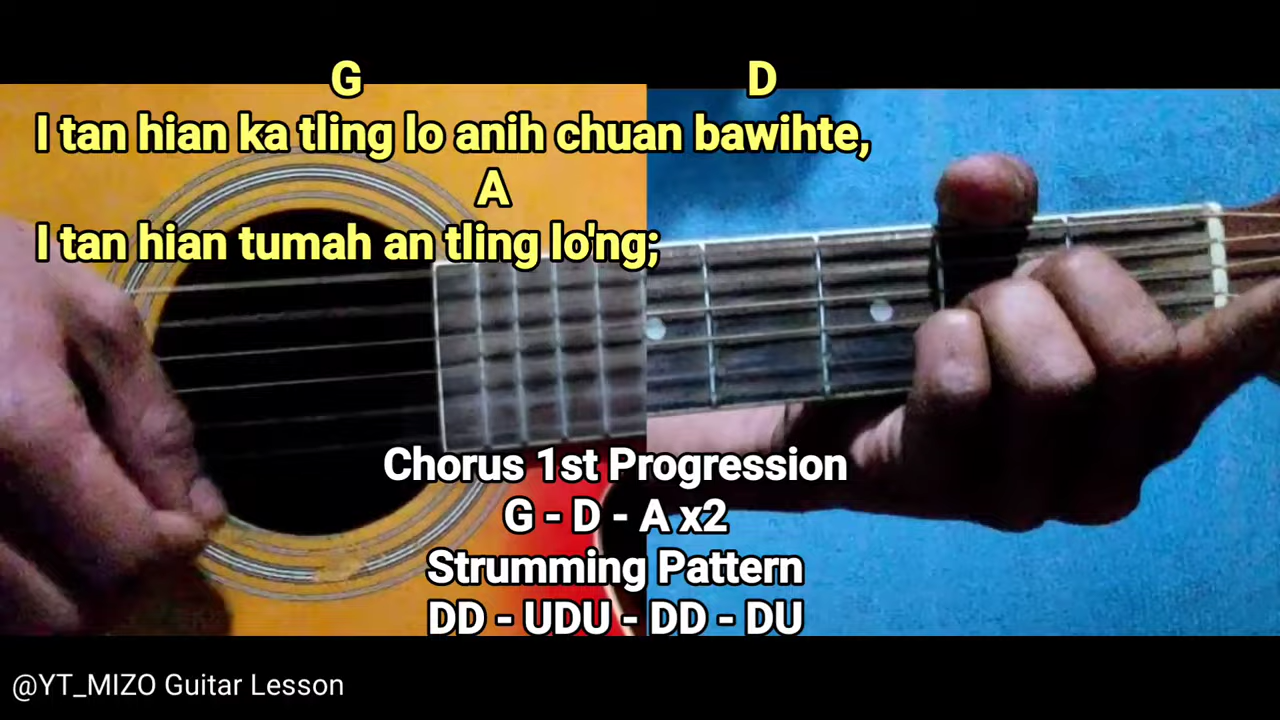 G D
I tan hian ka tling lo anih chuan bawihte,
A
I tan hian tumah an tling lo'ng;
Chorus 1st Progression
G - D - A x2
Strumming Pattern
DD - UDU - DD - DU
@YT_MIZO Guitar Lesson